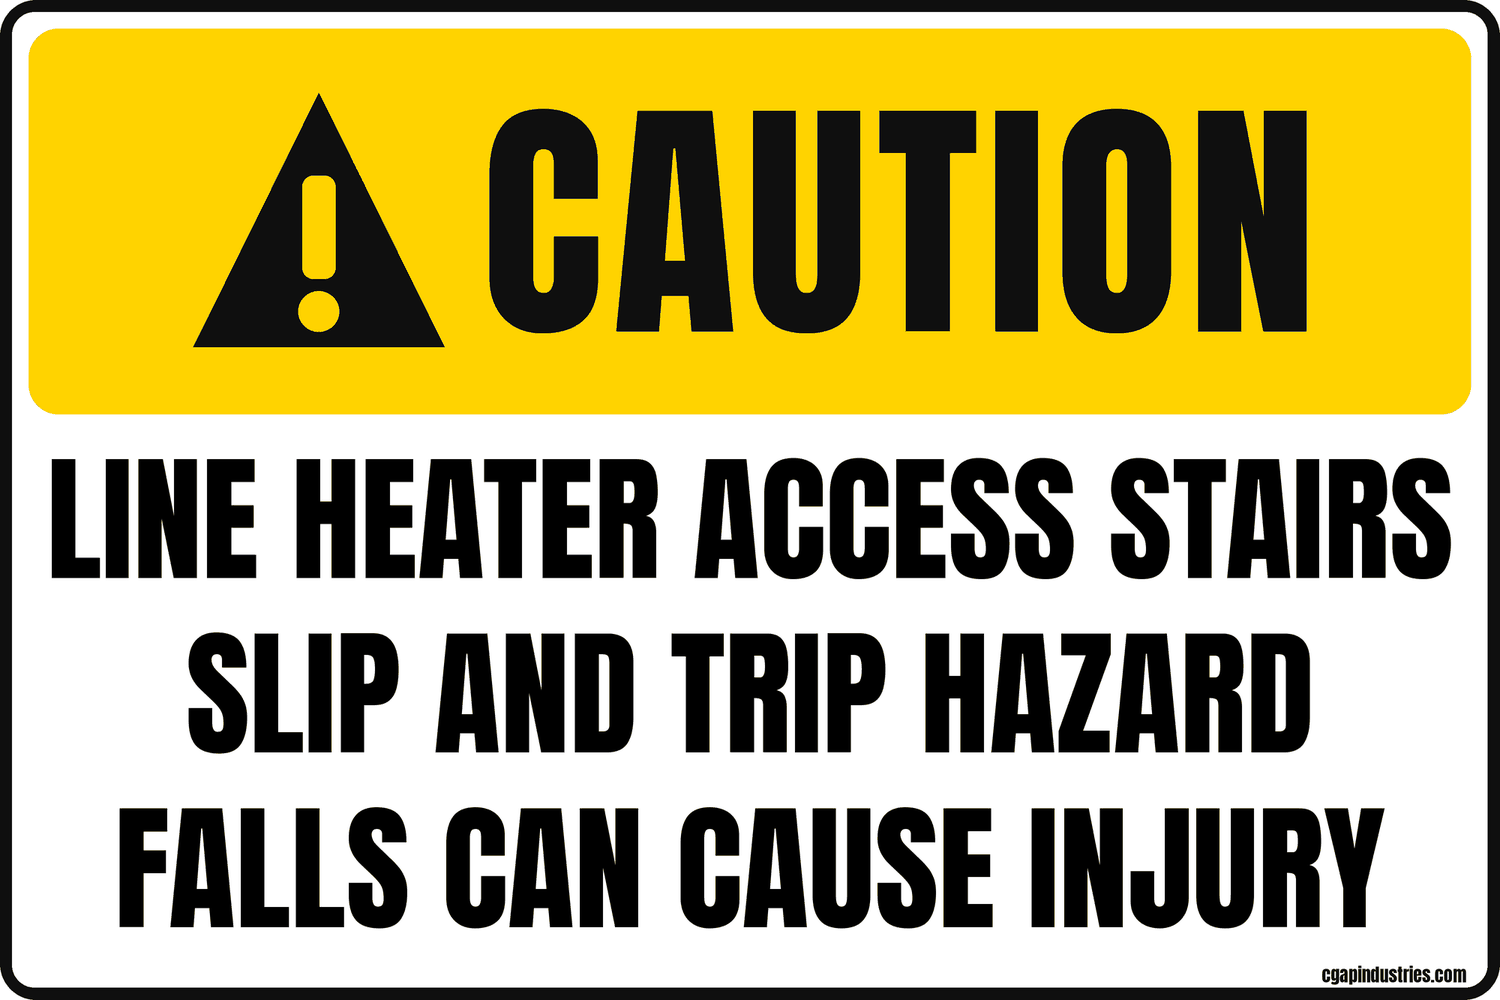 CAUTION
LINE HEATER ACCESS STAIRS
SLIP AND TRIP HAZARD
FALLS CAN CAUSE INJURY
cgapindustries.com